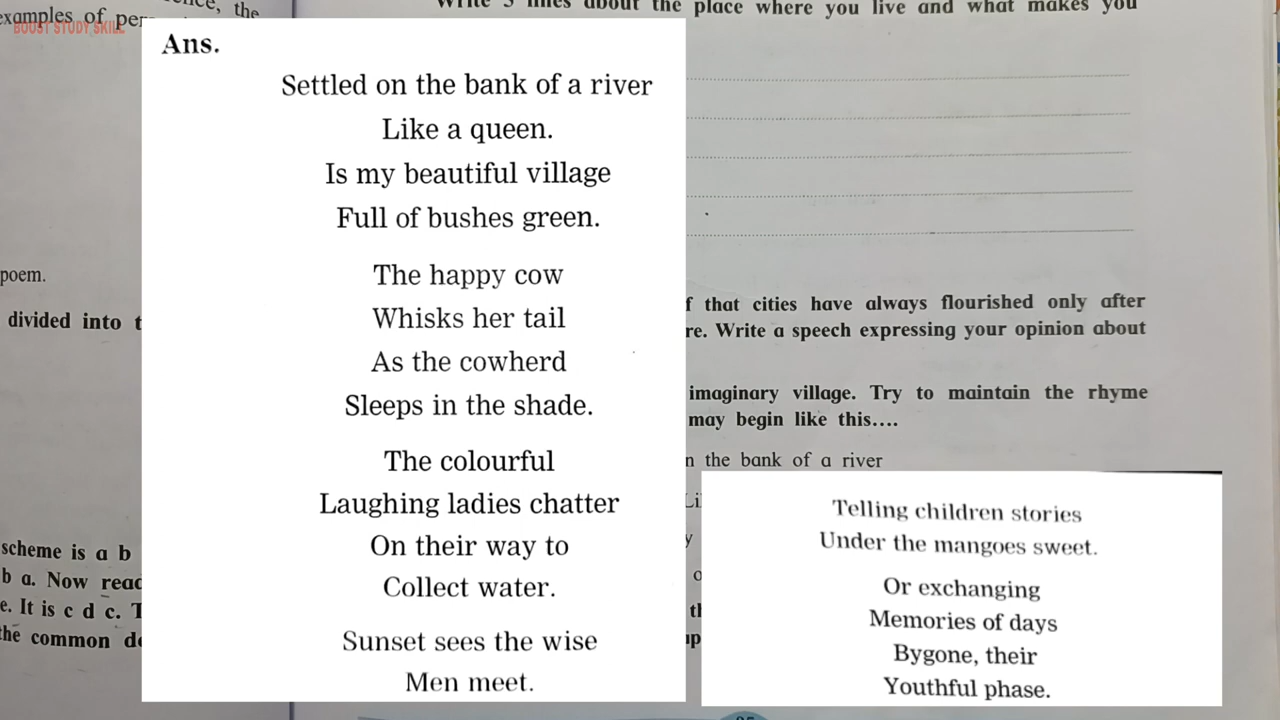 examples of per
BOOST STUDY SKILL
the
Write 5 lines about the place where you live and what makes you
poem.
divided into t
scheme is a b
b a. Now read
e. It is c d c. T
the common de
Ans.
Settled on the bank of a river
Like a queen.
Is my beautiful village
Full of bushes green.
The happy cow
Whisks her tail
As the cowherd
Sleeps in the shade.
The colourful
Laughing ladies chatter
On their way to
Collect water.
Sunset sees the wise
Men meet.
f that cities have always flourished only after
re. Write a speech expressing your opinion about
imaginary village. Try to maintain the rhyme
may begin like this....
n the bank of a river
Telling children stories
Under the mangoes sweet.
Or exchanging
Memories of days
Bygone, their
Youthful phase.